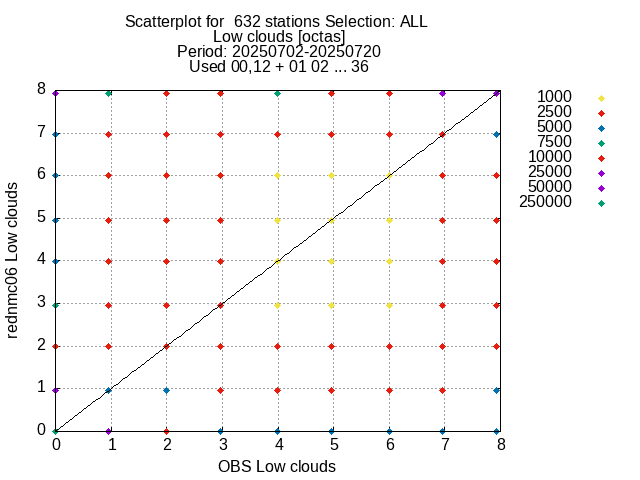 Scatterplot for  632 stations Selection: ALL
Low clouds [octas]
Period: 20250702-20250720
Used 00,12 + 01 02 ... 36
8
7
6
5
4
3
2
1
0
0 1 2 3 4 5 6 7 8
rednmc06 Low clouds
OBS Low clouds
1000
2500
5000
7500
10000
25000
50000
250000